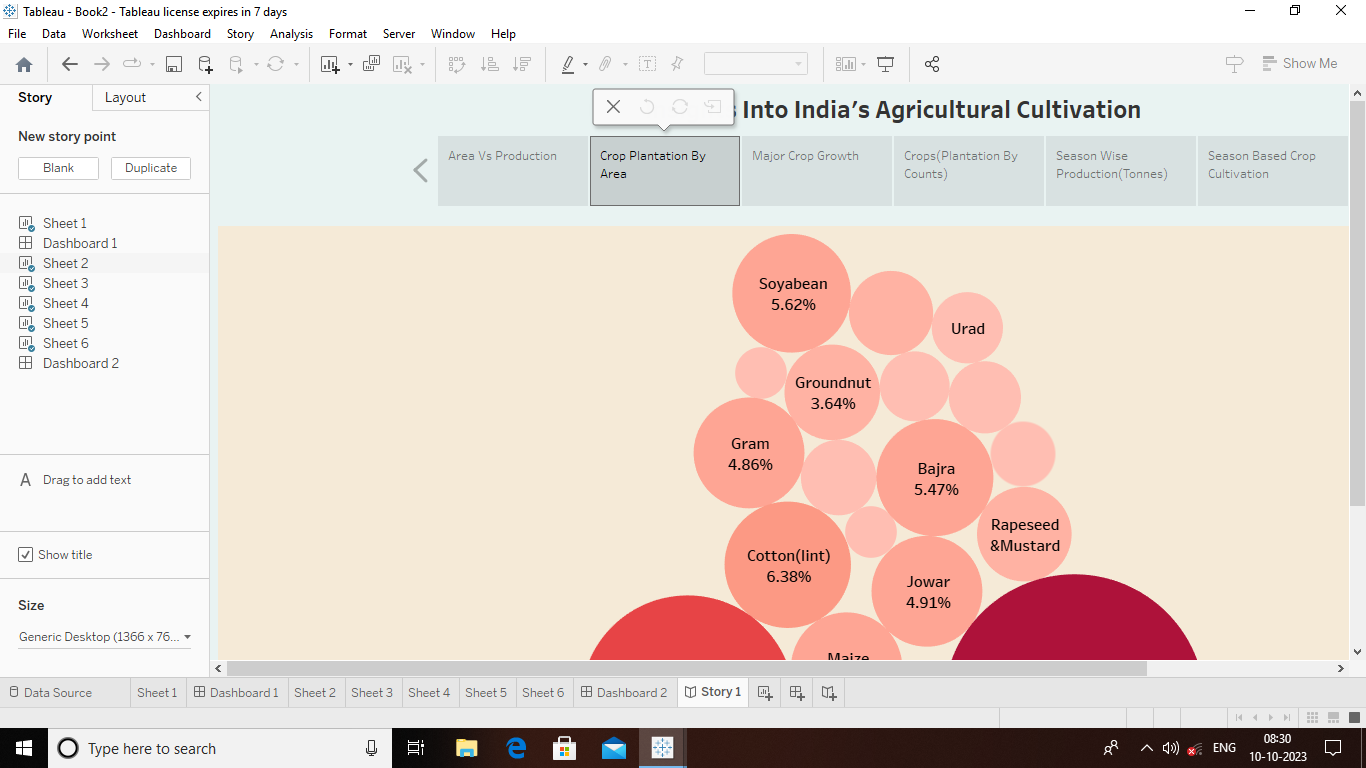 Tableau - Book2 - Tableau license expires in 7 days
File Data Worksheet Dashboard Story Analysis Format Server Window Help
Show Me
Story Layout
New story point
Blank Duplicate
Sheet 1
Dashboard 1
Sheet 2
Sheet 3
Sheet 4
Sheet 5
Sheet 6
Dashboard 2
A Drag to add text
Show title
Size
Generic Desktop (1366 x 76...
Into India's Agricultural Cultivation
Area Vs Production
Crop Plantation By
Area
Major Crop Growth
Crops(Plantation By
Counts)
Season Wise
Production(Tonnes)
Season Based Crop
Cultivation
Soyabean
5.62%
Urad
Groundnut
3.64%
Gram
4.86%
Bajra
5.47%
Rapeseed
&Mustard
Cotton(lint)
6.38%
Jowar
4.91%
Maize
Data Source Sheet 1 Dashboard 1 Sheet 2 Sheet 3 Sheet 4 Sheet 5 Sheet 6 Dashboard 2 Story 1
Type here to search
ENG
08:30
10-10-2023